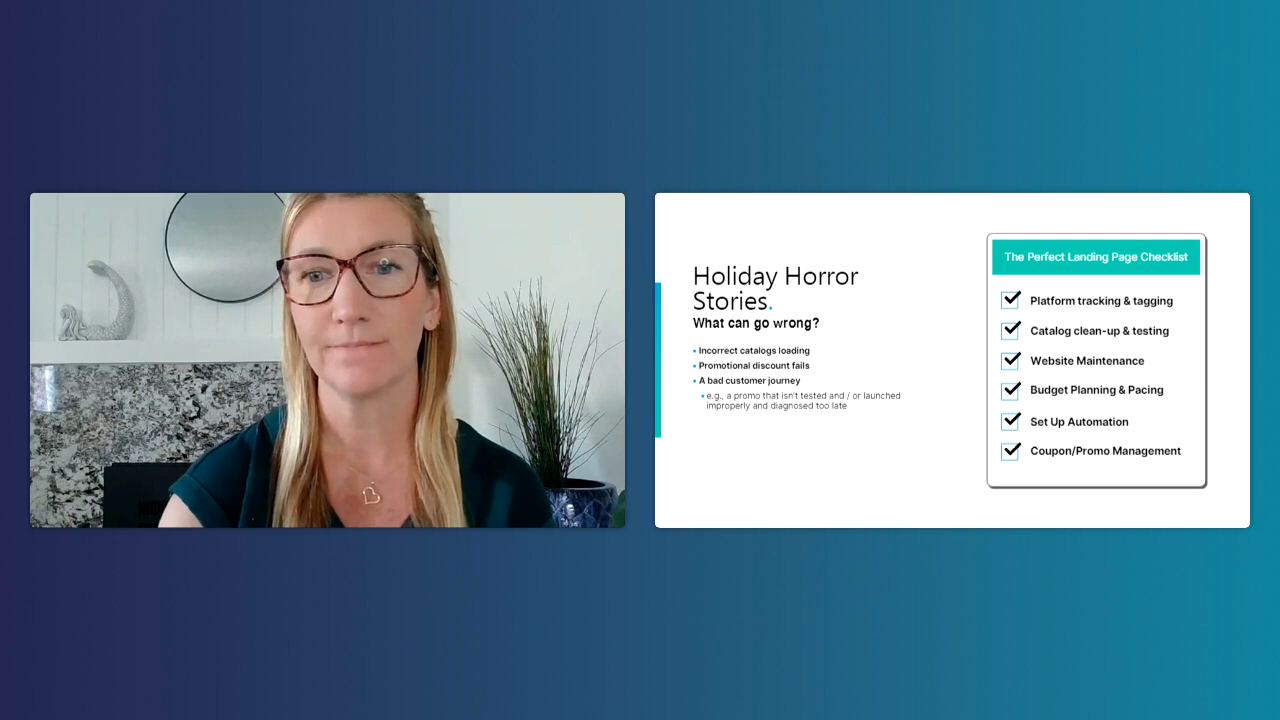 Holiday Horror
Stories.
What can go wrong?
• Incorrect catalogs loading
• Promotional discount fails
• A bad customer journey
• e.g., a promo that isn't tested and / or launched
improperly and diagnosed too late
The Perfect Landing Page Checklist
Platform tracking & tagging
Catalog clean-up & testing
Website Maintenance
Budget Planning & Pacing
Set Up Automation
Coupon/Promo Management